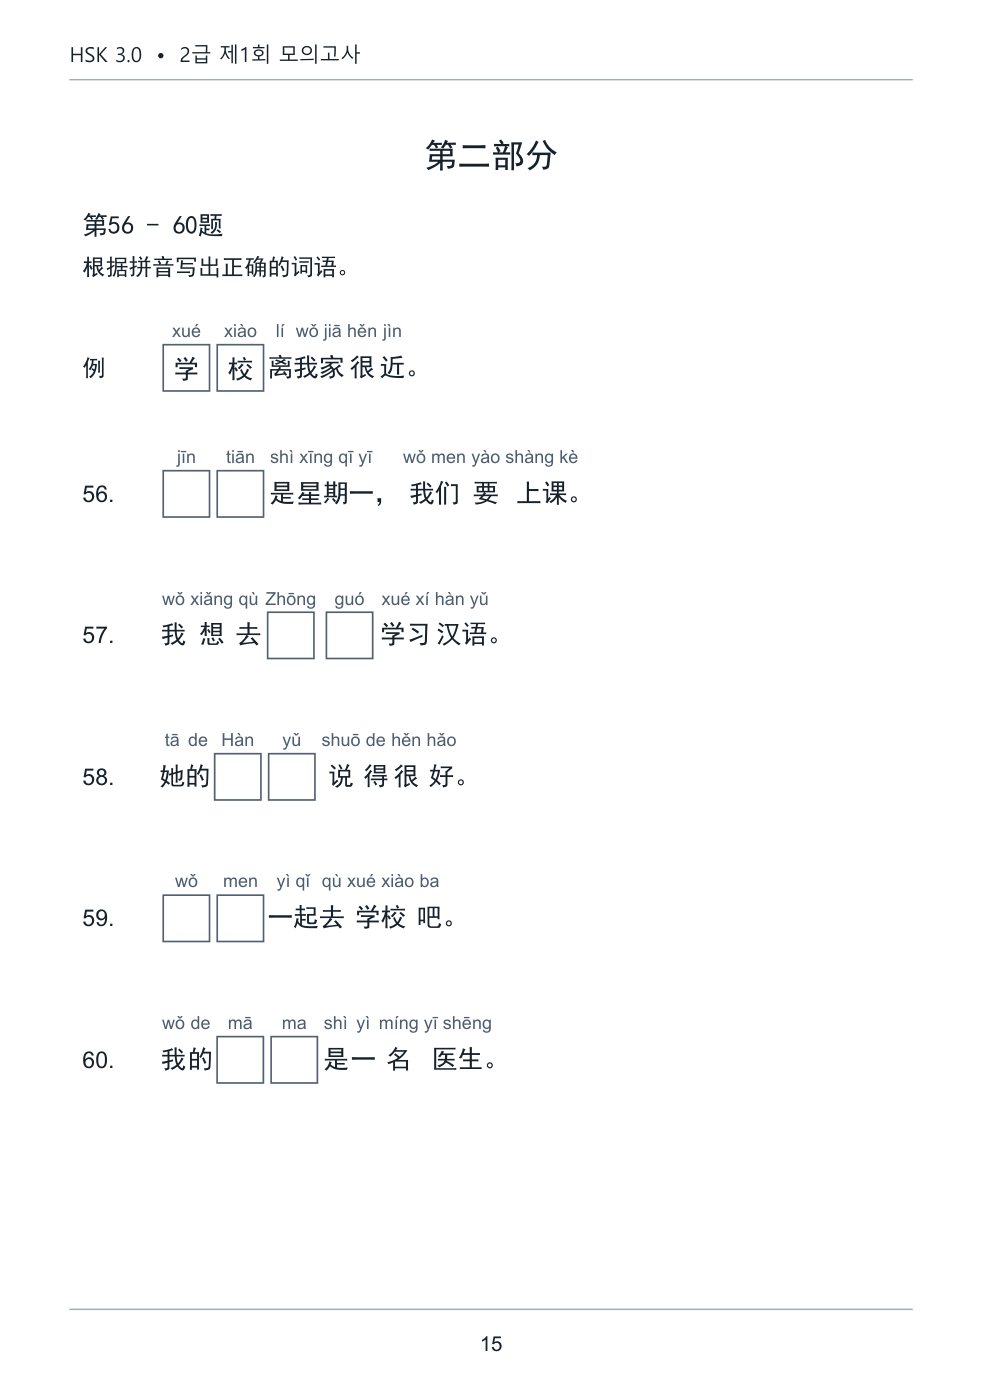 HSK 3.0 • 2급 제1회 모의고사
第二部分
第56 － 60题
根据拼音写出正确的词语。
xué xiào lí wǒ jiā hěn jìn
例 学 校 离我家 很 近。
jīn tiān shì xīng qī yī wǒ men yào shàng kè
56. 是星期一， 我们 要 上课。
wǒ xiǎng qù Zhōng guó xué xí hàn yǔ
57. 我 想 去 学习 汉语。
tā de Hàn yǔ shuō de hěn hǎo
58. 她的 说 得 很 好。
wǒ men yì qǐ qù xué xiào ba
59. 一起去 学校 吧。
wǒ de mā ma shì yì míng yī shēng
60. 我的 是一 名 医生。
15